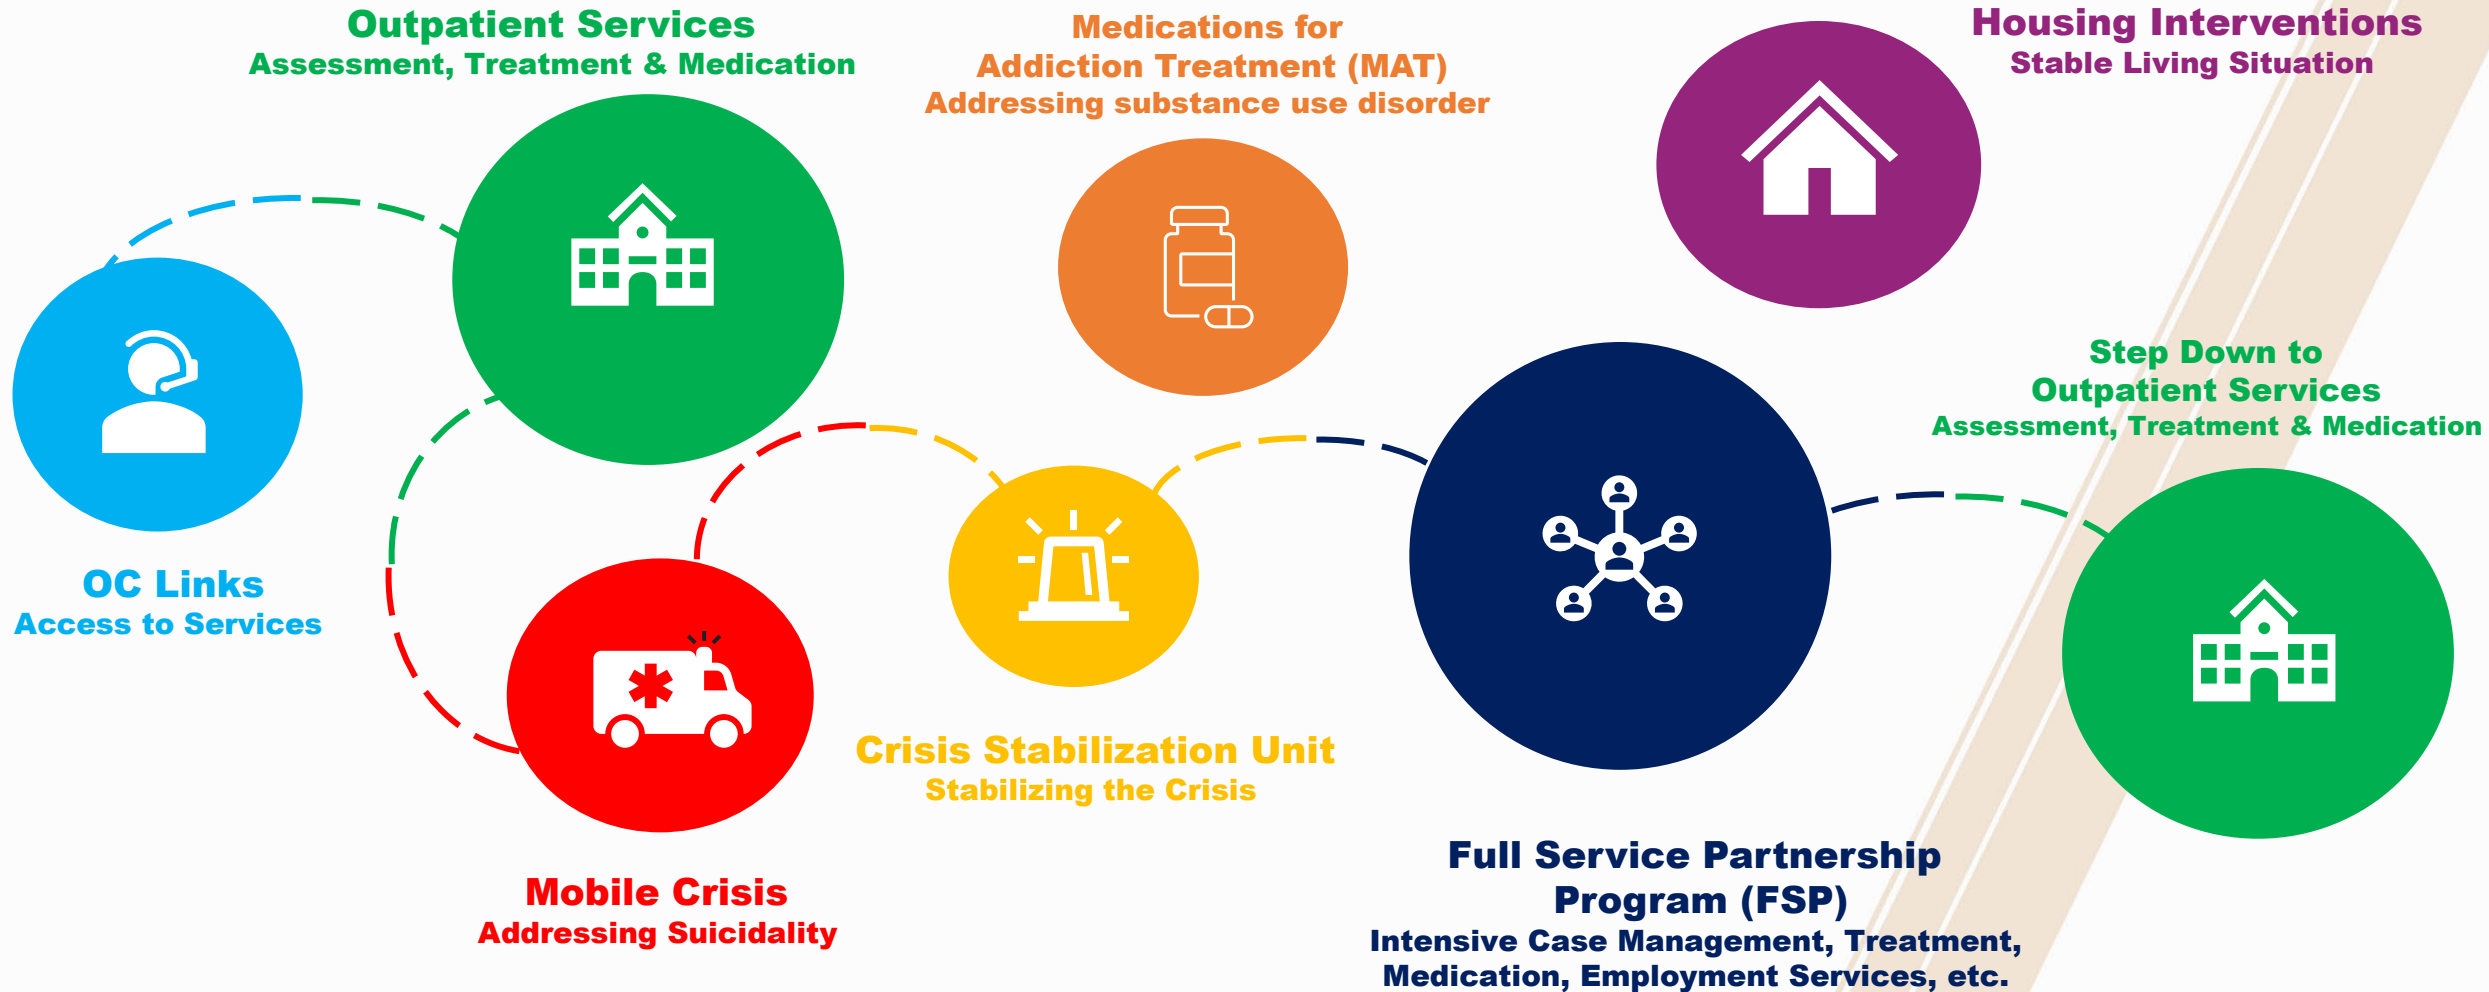 Outpatient Services
Assessment, Treatment & Medication
Medications for
Addiction Treatment (MAT)
Addressing substance use disorder
Housing Interventions
Stable Living Situation
OC Links
Access to Services
Mobile Crisis
Addressing Suicidality
Crisis Stabilization Unit
Stabilizing the Crisis
Full Service Partnership
Program (FSP)
Intensive Case Management, Treatment,
Medication, Employment Services, etc.
Step Down to
Outpatient Services
Assessment, Treatment & Medication